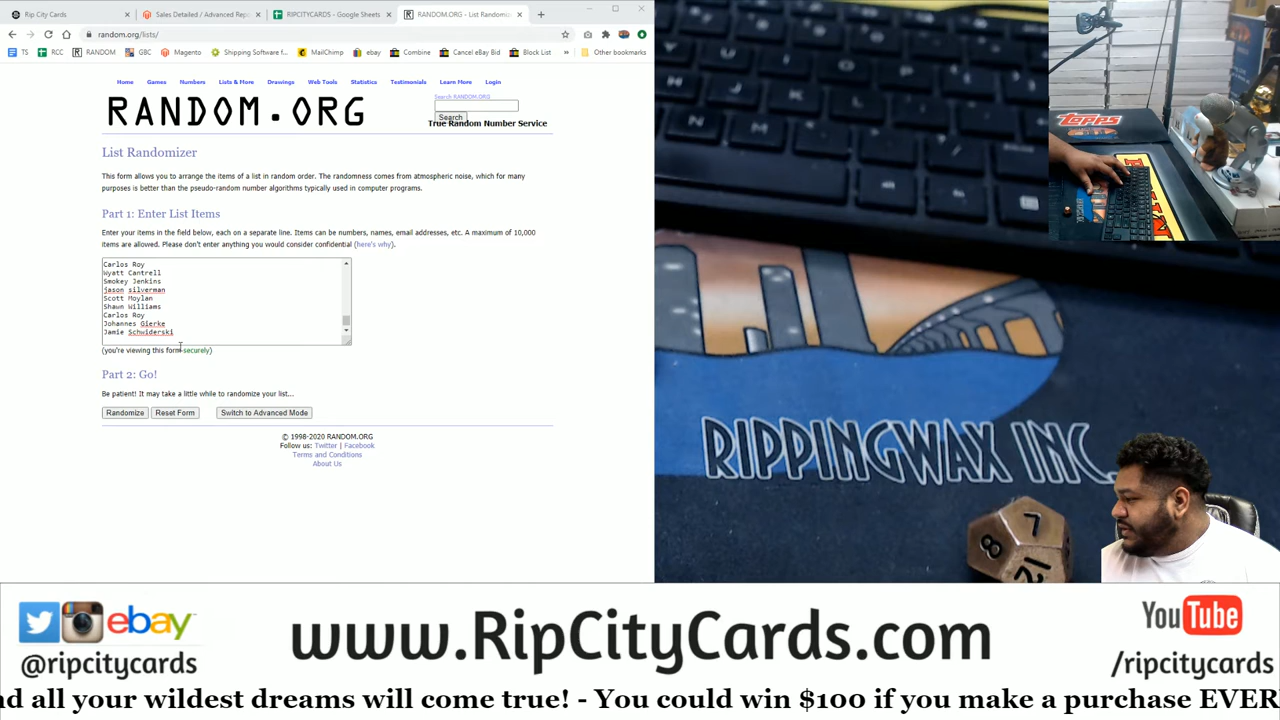 Rip City Cards
Sales Detailed / Advanced Repo
RIPCITYCARDS - Google Sheets
RANDOM.ORG - List Randomizer
random.org/lists/
TS
RCC
RANDOM
GBC
Magento
Shipping Software f...
MailChimp
ebay
Combine
Cancel eBay Bid
Block List
Other bookmarks
Home Games Numbers Lists & More Drawings Web Tools Statistics Testimonials Learn More Login
RANDOM.ORG
Search RANDOM.ORG
Search
True Random Number Service
List Randomizer
This form allows you to arrange the items of a list in random order. The randomness comes from atmospheric noise, which for many
purposes is better than the pseudo-random number algorithms typically used in computer programs.
Part 1: Enter List Items
Enter your items in the field below, each on a separate line. Items can be numbers, names, email addresses, etc. A maximum of 10,000
items are allowed. Please don't enter anything you would consider confidential (here's why).
Carlos Roy
Wyatt Cantrell
Smokey Jenkins
jason silverman
Scott Moylan
Shawn Williams
Carlos Roy
Johannes Gierke
Jamie Schwiderski
(you're viewing this form securely)
Part 2: Go!
Be patient! It may take a little while to randomize your list...
Randomize Reset Form Switch to Advanced Mode
© 1998-2020 RANDOM.ORG
Follow us: Twitter | Facebook
Terms and Conditions
About Us
TOPPS
RIPPINGWAX INC.
7
8
12
ebay
@ripcitycards
www.RipCityCards.com
YouTube
/ripcitycards
nd all your wildest dreams will come true! - You could win $100 if you make a purchase EVER